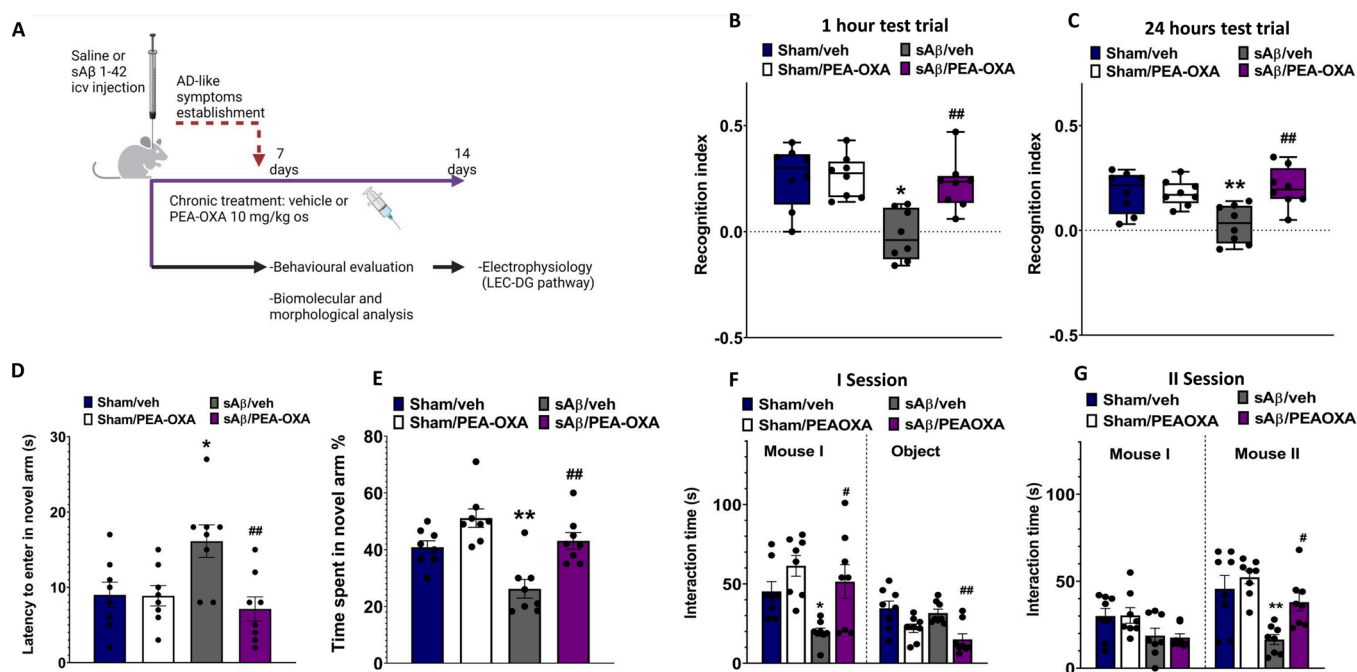 A
Saline or
sAβ 1-42
icv injection
AD-like
symptoms
establishment
7
days
14
days
Chronic treatment: vehicle or
PEA-OXA 10 mg/kg os
-Behavioural evaluation
-Electrophysiology
(LEC-DG pathway)
-Biomolecular and
morphological analysis
B
1 hour test trial
Sham/veh
sAβ/veh
Sham/PEA-OXA
sAβ/PEA-OXA
Recognition index
0.5
0.0
-0.5
*
##
C
24 hours test trial
Sham/veh
sAβ/veh
Sham/PEA-OXA
sAβ/PEA-OXA
Recognition index
0.5
0.0
-0.5
**
##
D
Sham/veh
sAβ/veh
Sham/PEA-OXA
sAβ/PEA-OXA
Latency to enter in novel arm (s)
30
20
10
0
*
##
E
Sham/veh
sAβ/veh
Sham/PEA-OXA
sAβ/PEA-OXA
Time spent in novel arm %
80
60
40
20
0
**
##
F
I Session
Sham/veh
sAβ/veh
Sham/PEAOXA
sAβ/PEAOXA
Mouse I
Object
Interaction time (s)
100
50
0
*
#
##
G
II Session
Sham/veh
sAβ/veh
Sham/PEAOXA
sAβ/PEAOXA
Mouse I
Mouse II
Interaction time (s)
100
50
0
**
#